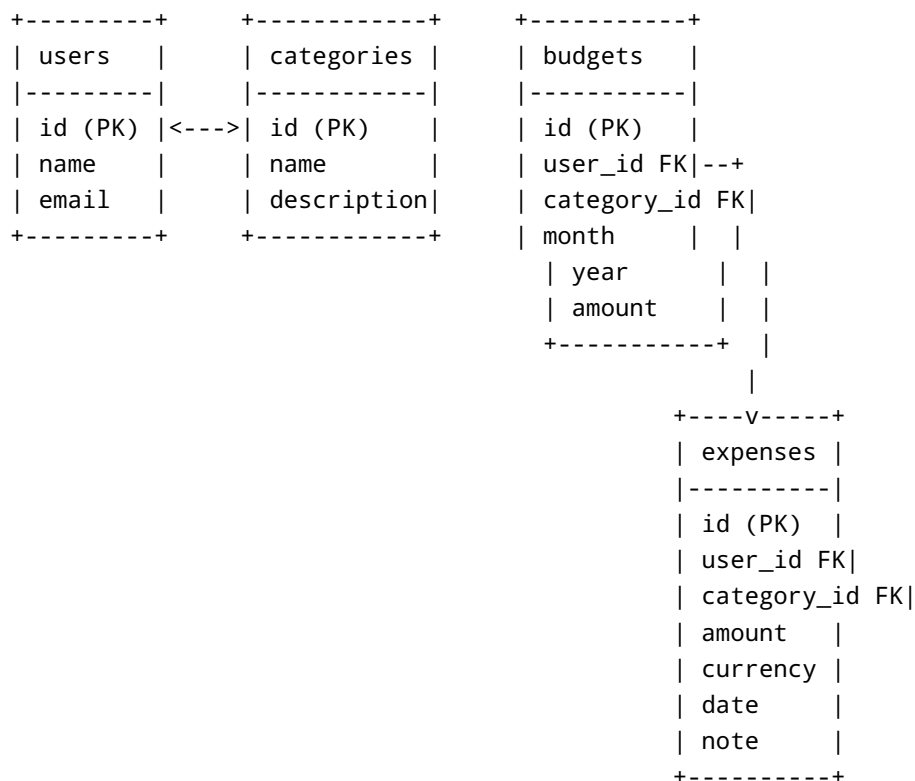 +---------+     +------------+     +-----------+
| users   |     | categories |     | budgets   |
|---------|     |------------|     |-----------|
| id (PK) |<--->| id (PK)    |     | id (PK)   |
| name    |     | name       |     | user_id FK|--+
| email   |     | description|     | category_id FK|
+---------+     +------------+     | month     |  |
                                     | year      |  |
                                     | amount    |  |
                                     +-----------+  |
                                                   |
                                              +----v-----+
                                              | expenses |
                                              |----------|
                                              | id (PK)  |
                                              | user_id FK|
                                              | category_id FK|
                                              | amount   |
                                              | currency |
                                              | date     |
                                              | note     |
                                              +----------+